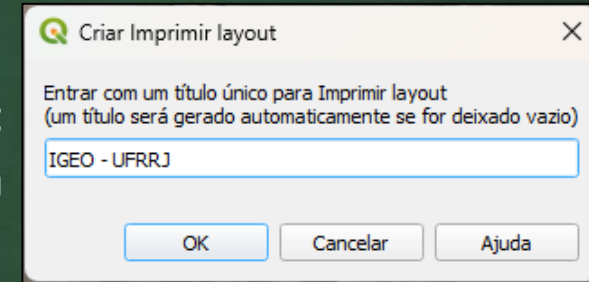 Criar Imprimir layout
Entrar com um título único para Imprimir layout
(um título será gerado automaticamente se for deixado vazio)
IGEO - UFRRJ
OK Cancelar Ajuda